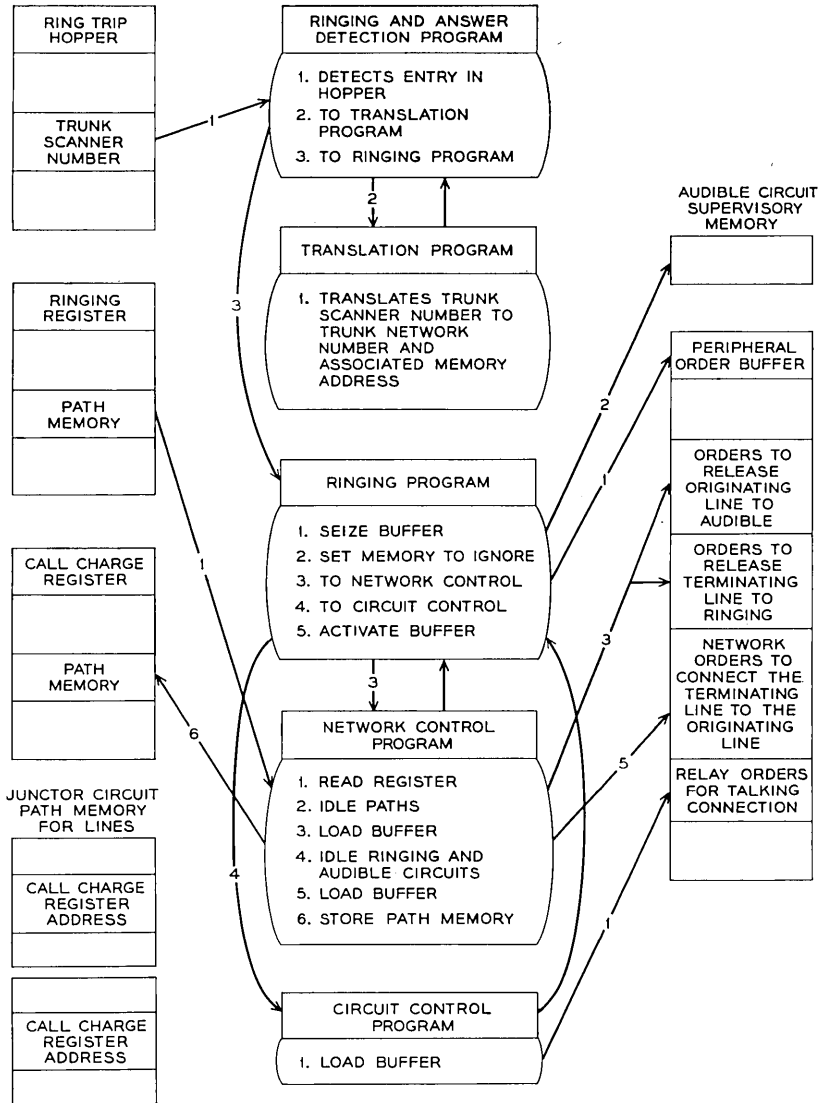 RING TRIP
HOPPER
TRUNK
SCANNER
NUMBER
1
RINGING AND ANSWER
DETECTION PROGRAM
1. DETECTS ENTRY IN
HOPPER
2. TO TRANSLATION
PROGRAM
3. TO RINGING PROGRAM
2
3
TRANSLATION PROGRAM
1. TRANSLATES TRUNK
SCANNER NUMBER TO
TRUNK NETWORK
NUMBER AND
ASSOCIATED MEMORY
ADDRESS
RINGING
REGISTER
PATH
MEMORY
1
RINGING PROGRAM
1. SEIZE BUFFER
2. SET MEMORY TO IGNORE
3. TO NETWORK CONTROL
4. TO CIRCUIT CONTROL
5. ACTIVATE BUFFER
2
1
3
4
CALL CHARGE
REGISTER
PATH
MEMORY
6
NETWORK CONTROL
PROGRAM
1. READ REGISTER
2. IDLE PATHS
3. LOAD BUFFER
4. IDLE RINGING AND
AUDIBLE CIRCUITS
5. LOAD BUFFER
6. STORE PATH MEMORY
3
5
JUNCTOR CIRCUIT
PATH MEMORY
FOR LINES
CALL CHARGE
REGISTER
ADDRESS
CALL CHARGE
REGISTER
ADDRESS
CIRCUIT CONTROL
PROGRAM
1. LOAD BUFFER
1
AUDIBLE CIRCUIT
SUPERVISORY
MEMORY
PERIPHERAL
ORDER BUFFER
ORDERS TO
RELEASE
ORIGINATING
LINE TO
AUDIBLE
ORDERS TO
RELEASE
TERMINATING
LINE TO
RINGING
NETWORK
ORDERS TO
CONNECT THE
TERMINATING
LINE TO THE
ORIGINATING
LINE
RELAY ORDERS
FOR TALKING
CONNECTION